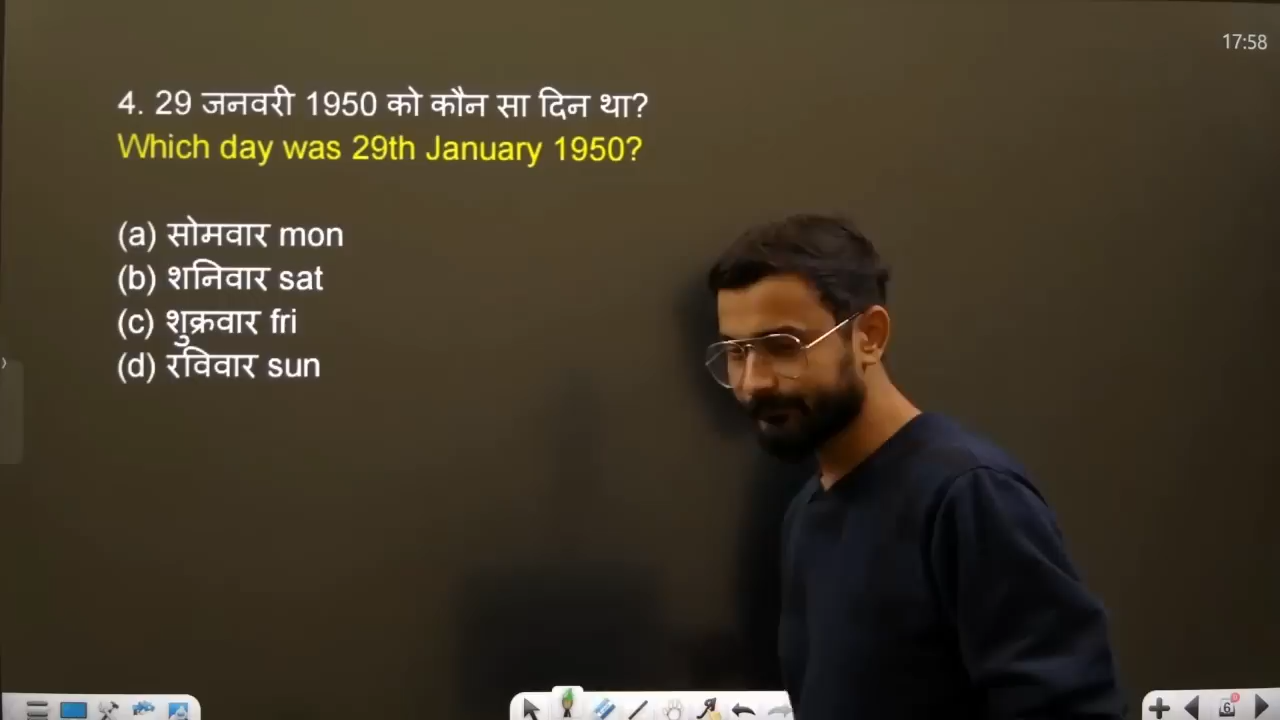 17:58
4. 29 जनवरी 1950 को कौन सा दिन था?
Which day was 29th January 1950?
(a) सोमवार mon
(b) शनिवार sat
(c) शुक्रवार fri
(d) रविवार sun
6